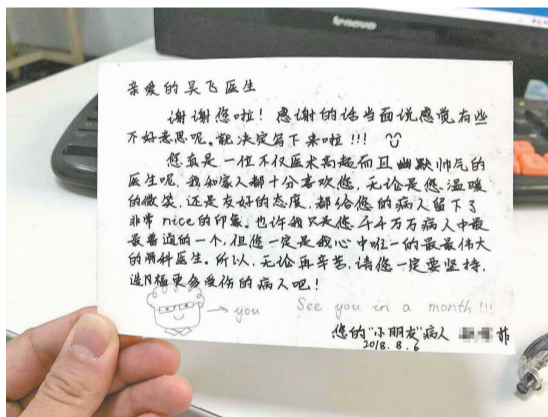 lenovo
亲爱的吴飞医生
谢谢您啦！感谢的话当面说感觉有些
不好意思呢。就决定写下来啦!!!
您真是一位不仅医术高超而且幽默帅气的
医生呢，我和家人都十分喜欢您，无论是您温暖
的微笑，还是友好的态度，都给您的病人留下了
非常nice的印象。也许我只是您千千万万病人中最
最普通的一个，但您一定是我心中唯一的最最伟大
的骨科医生。所以，无论再辛苦，请您一定要坚持，
造福更多受伤的病人吧！
→ you See you in a month!!!
您的"小朋友"病人 菲
2018.8.6